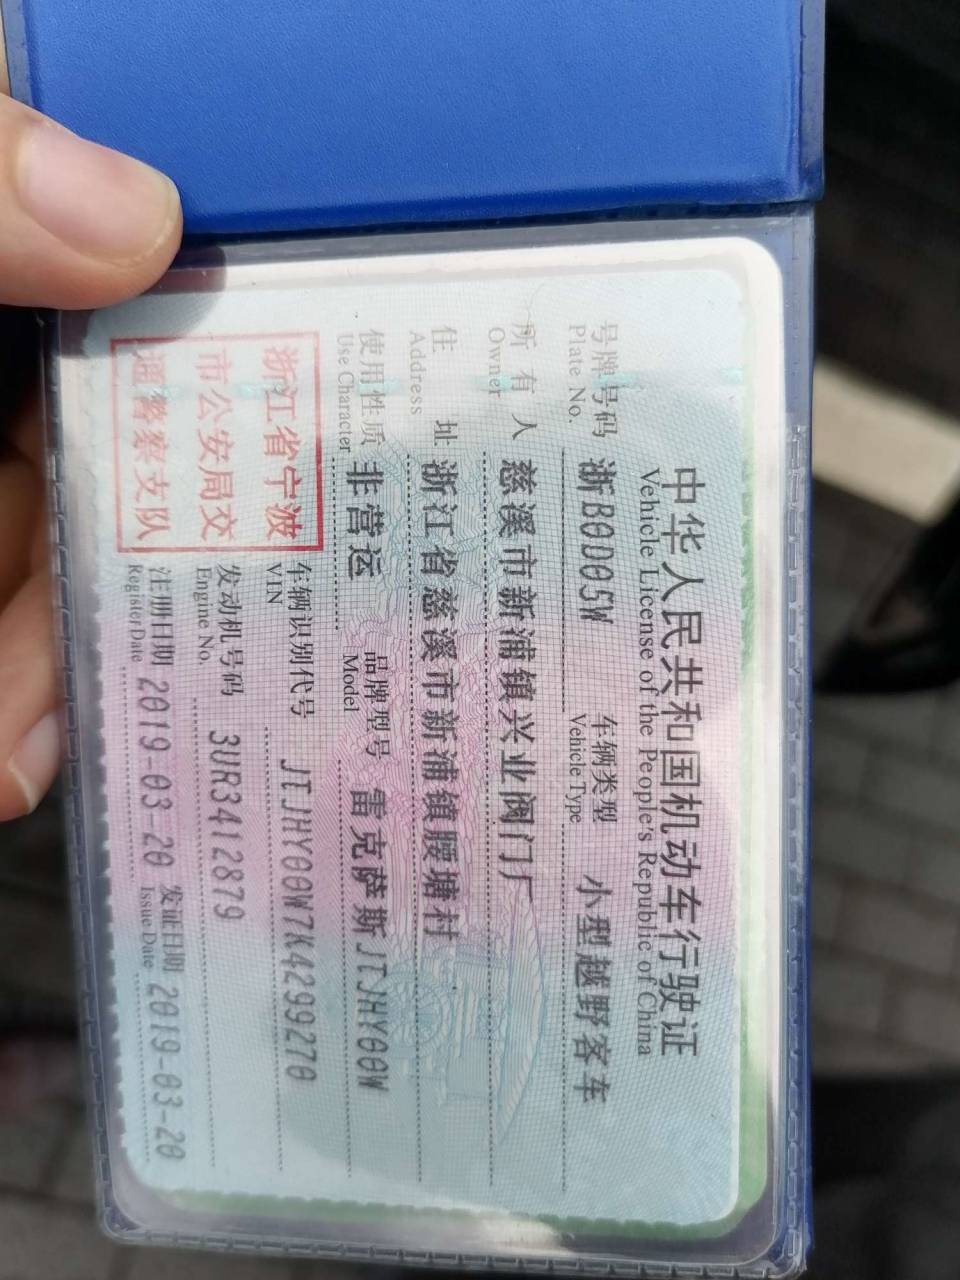 中华人民共和国机动车行驶证
Vehicle License of the People's Republic of China
号牌号码 浙B0D05W 车辆类型 小型越野客车
Plate No. Vehicle Type
所有人 慈溪市新浦镇兴业阀门厂
Owner
住址 浙江省慈溪市新浦镇腰塘村
Address
使用性质 非营运 品牌型号 雷克萨斯JTJHY00W
Use Character Model
浙江省宁波
市公安局交
通警察支队
车辆识别代号 JTJHY00W7K4299270
VIN
发动机号码 3UR3412879
Engine No.
注册日期 2019-03-20 发证日期 2019-03-20
Register Date Issue Date